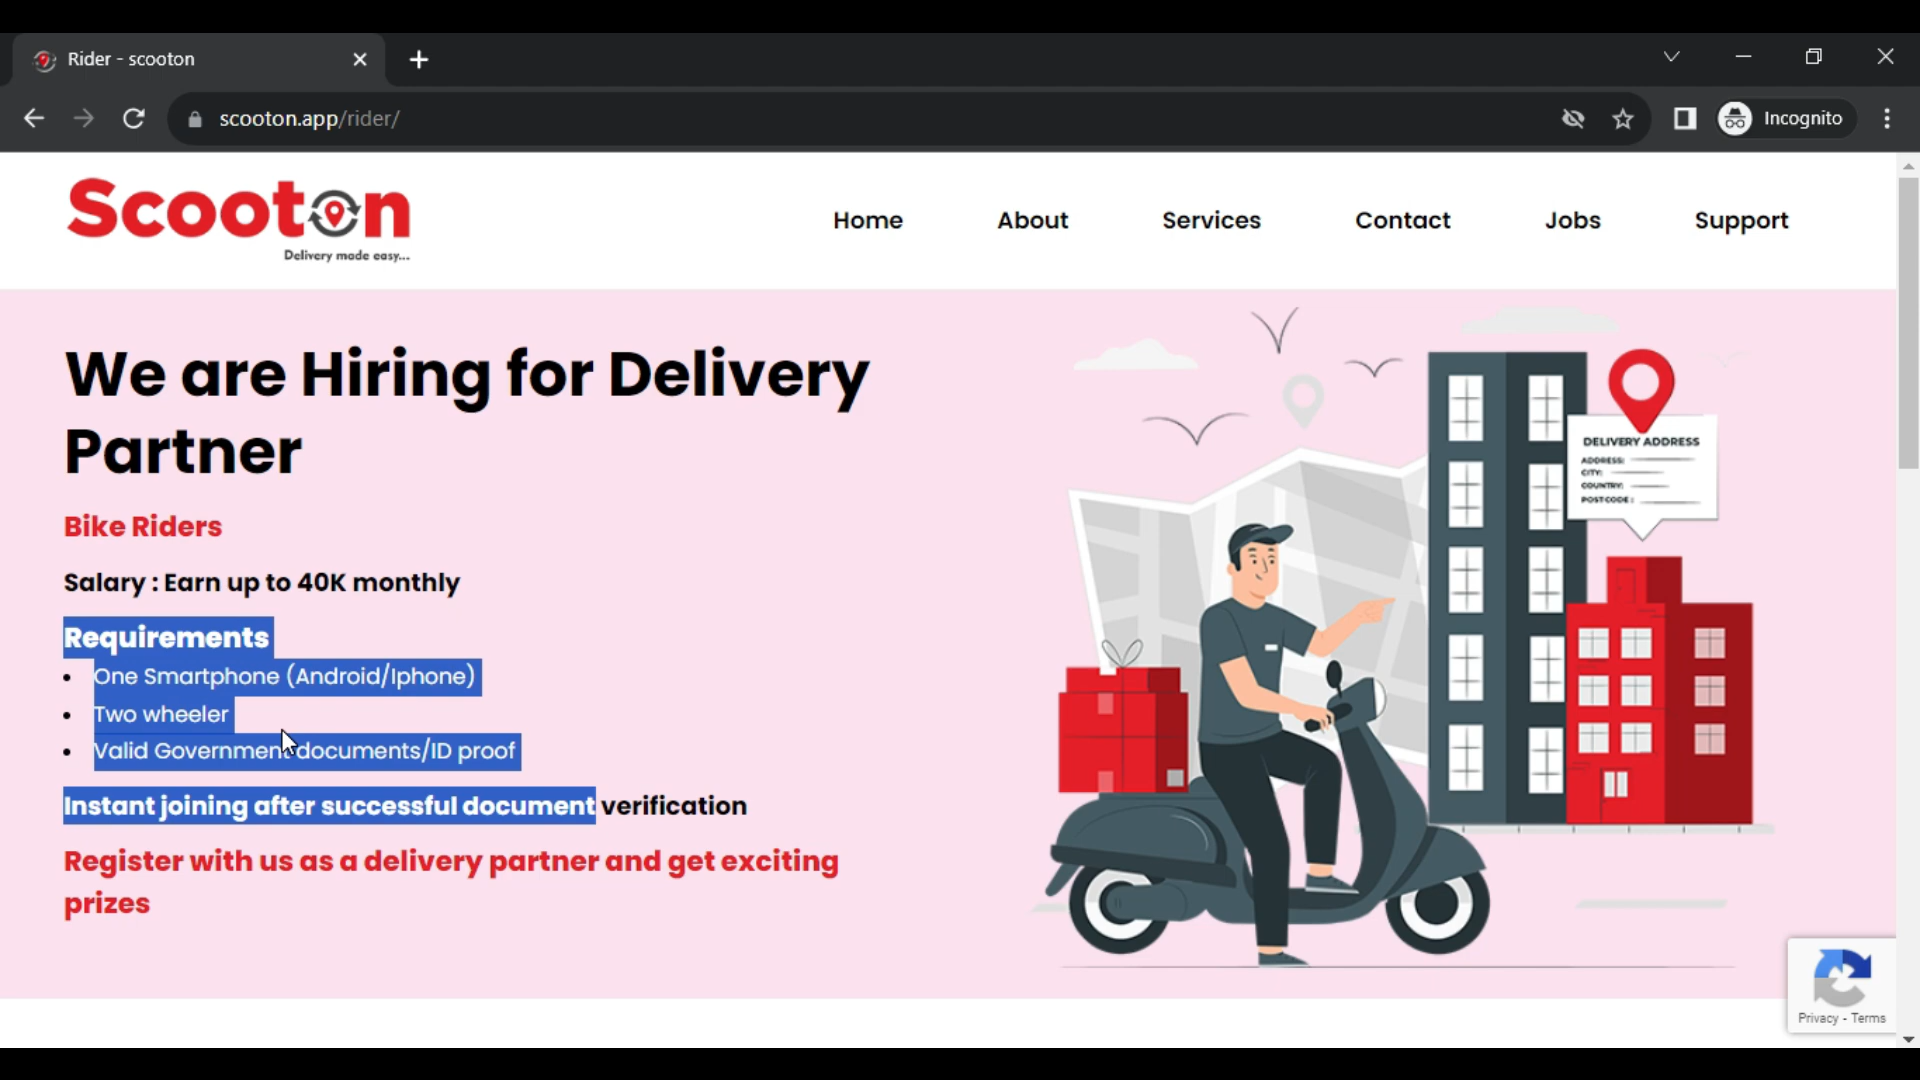 Rider - scooton
scooton.app/rider/
Incognito
Scooton
Delivery made easy...
Home About Services Contact Jobs Support
We are Hiring for Delivery
Partner
Bike Riders
Salary : Earn up to 40K monthly
Requirements
• One Smartphone (Android/Iphone)
• Two wheeler
• Valid Government documents/ID proof
Instant joining after successful document verification
Register with us as a delivery partner and get exciting
prizes
DELIVERY ADDRESS
ADDRESS:
CITY:
COUNTRY:
POSTCODE :
Privacy - Terms